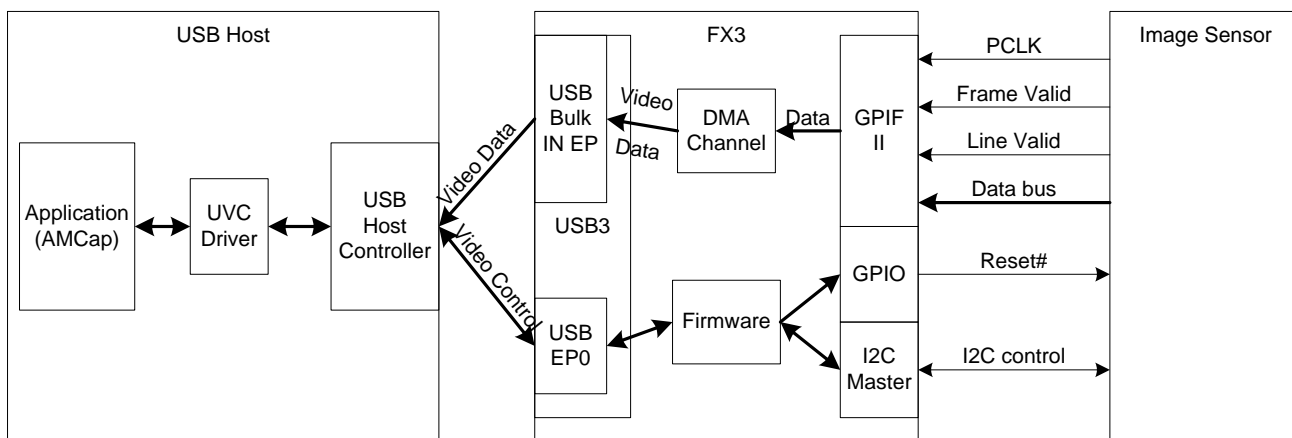 USB Host
FX3
Image Sensor
PCLK
Frame Valid
Line Valid
Data bus
Reset#
I2C control
Application
(AMCap)
UVC
Driver
USB
Host
Controller
Video Data
Video Control
USB
Bulk
IN EP
USB3
USB
EP0
Video
Data
DMA
Channel
Data
Firmware
GPIF
II
GPIO
I2C
Master